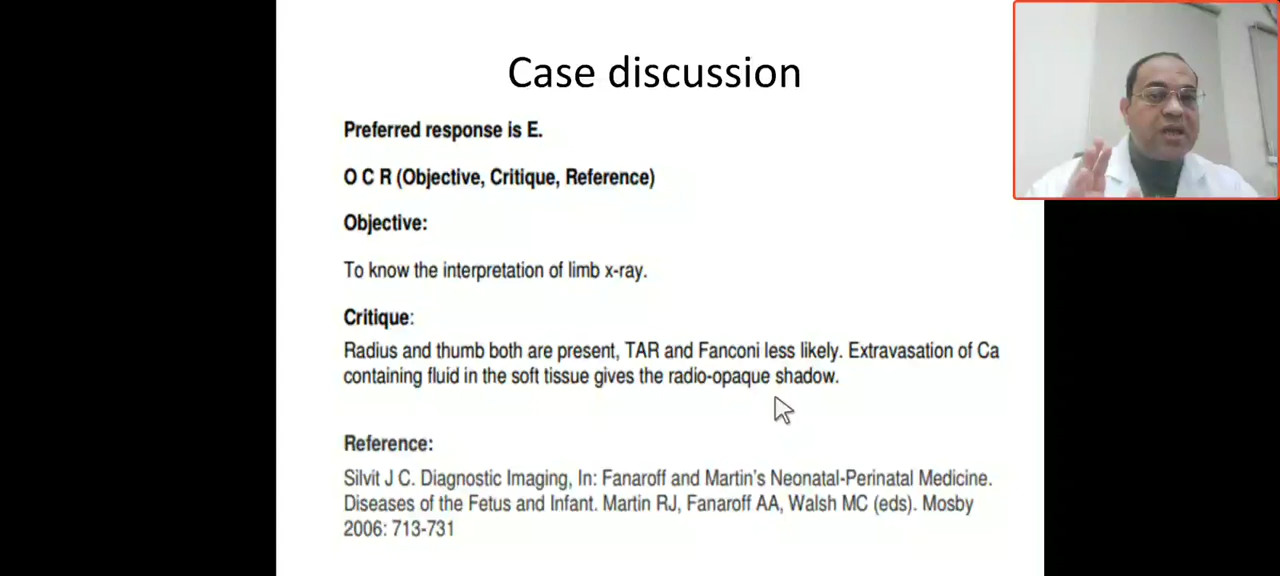 Case discussion
Preferred response is E.
O C R (Objective, Critique, Reference)
Objective:
To know the interpretation of limb x-ray.
Critique:
Radius and thumb both are present, TAR and Fanconi less likely. Extravasation of Ca
containing fluid in the soft tissue gives the radio-opaque shadow.
Reference:
Silvit J C. Diagnostic Imaging, In: Fanaroff and Martin's Neonatal-Perinatal Medicine.
Diseases of the Fetus and Infant. Martin RJ, Fanaroff AA, Walsh MC (eds). Mosby
2006: 713-731